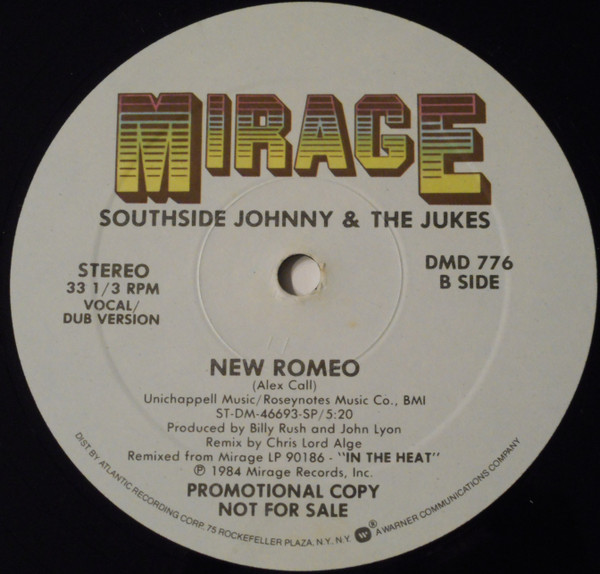 MIRAGE
SOUTHSIDE JOHNNY & THE JUKES
STEREO
33 1/3 RPM
VOCAL/
DUB VERSION
DMD 776
B SIDE
NEW ROMEO
(Alex Call)
Unichappell Music/Roseynotes Music Co., BMI
ST-DM-46693-SP/5:20
Produced by Billy Rush and John Lyon
Remix by Chris Lord Alge
Remixed from Mirage LP 90186 - "IN THE HEAT"
℗ 1984 Mirage Records, Inc.
PROMOTIONAL COPY
NOT FOR SALE
DIST BY ATLANTIC RECORDING CORP. 75 ROCKEFELLER PLAZA, N.Y. N.Y. W ® A WARNER COMMUNICATIONS COMPANY